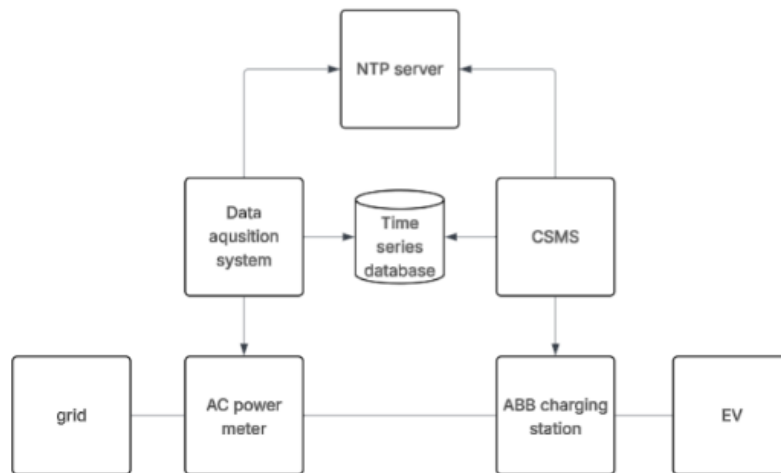 NTP server
Data
aqusition
system
Time
series
database
CSMS
grid
AC power
meter
ABB charging
station
EV